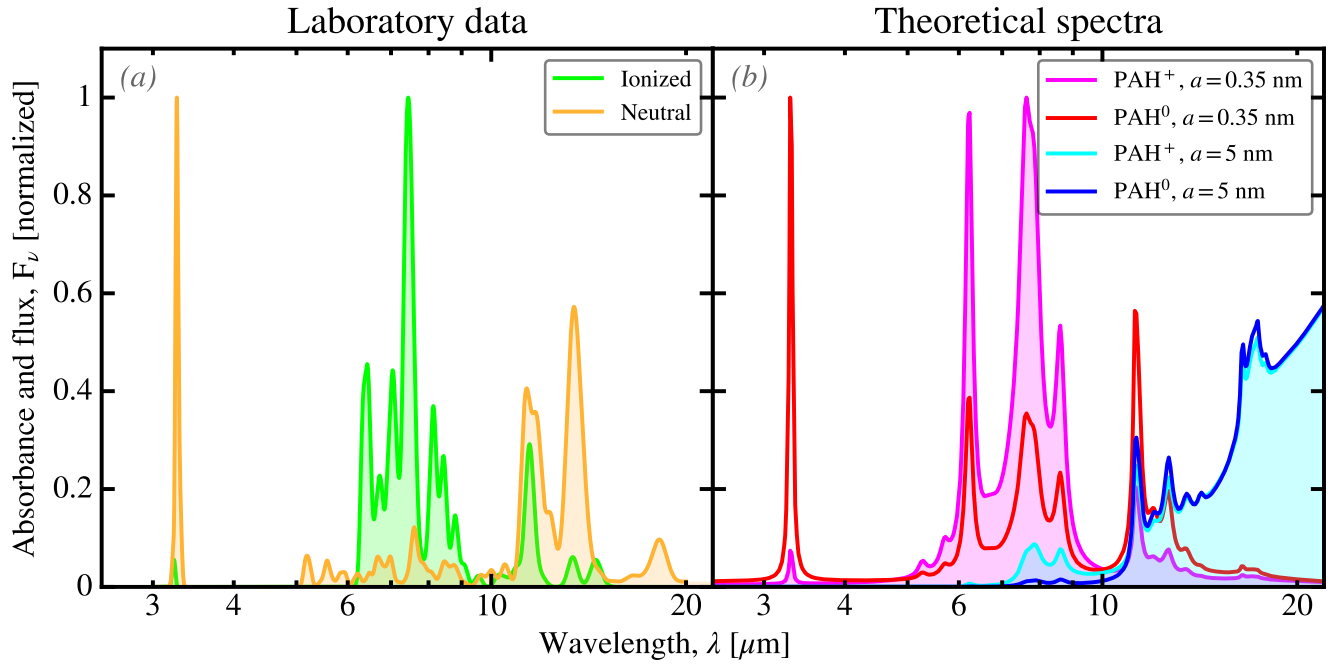 Laboratory data
Theoretical spectra
(a)
Ionized
Neutral
(b)
PAH⁺, a = 0.35 nm
PAH⁰, a = 0.35 nm
PAH⁺, a = 5 nm
PAH⁰, a = 5 nm
Absorbance and flux, Fν [normalized]
1
0.8
0.6
0.4
0.2
0
3 4 6 10 20
3 4 6 10 20
Wavelength, λ [μm]